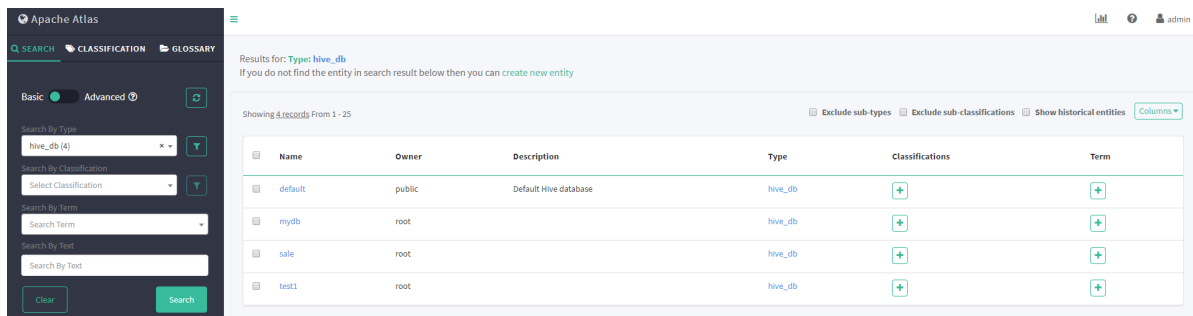 Apache Atlas
admin
SEARCH CLASSIFICATION GLOSSARY
Basic Advanced
Search By Type
hive_db (4)
Search By Classification
Select Classification
Search By Term
Search Term
Search By Text
Search By Text
Clear Search
Results for: Type: hive_db
If you do not find the entity in search result below then you can create new entity
Showing 4 records From 1 - 25
Exclude sub-types Exclude sub-classifications Show historical entities Columns
Name Owner Description Type Classifications Term
default public Default Hive database hive_db
mydb root hive_db
sale root hive_db
test1 root hive_db